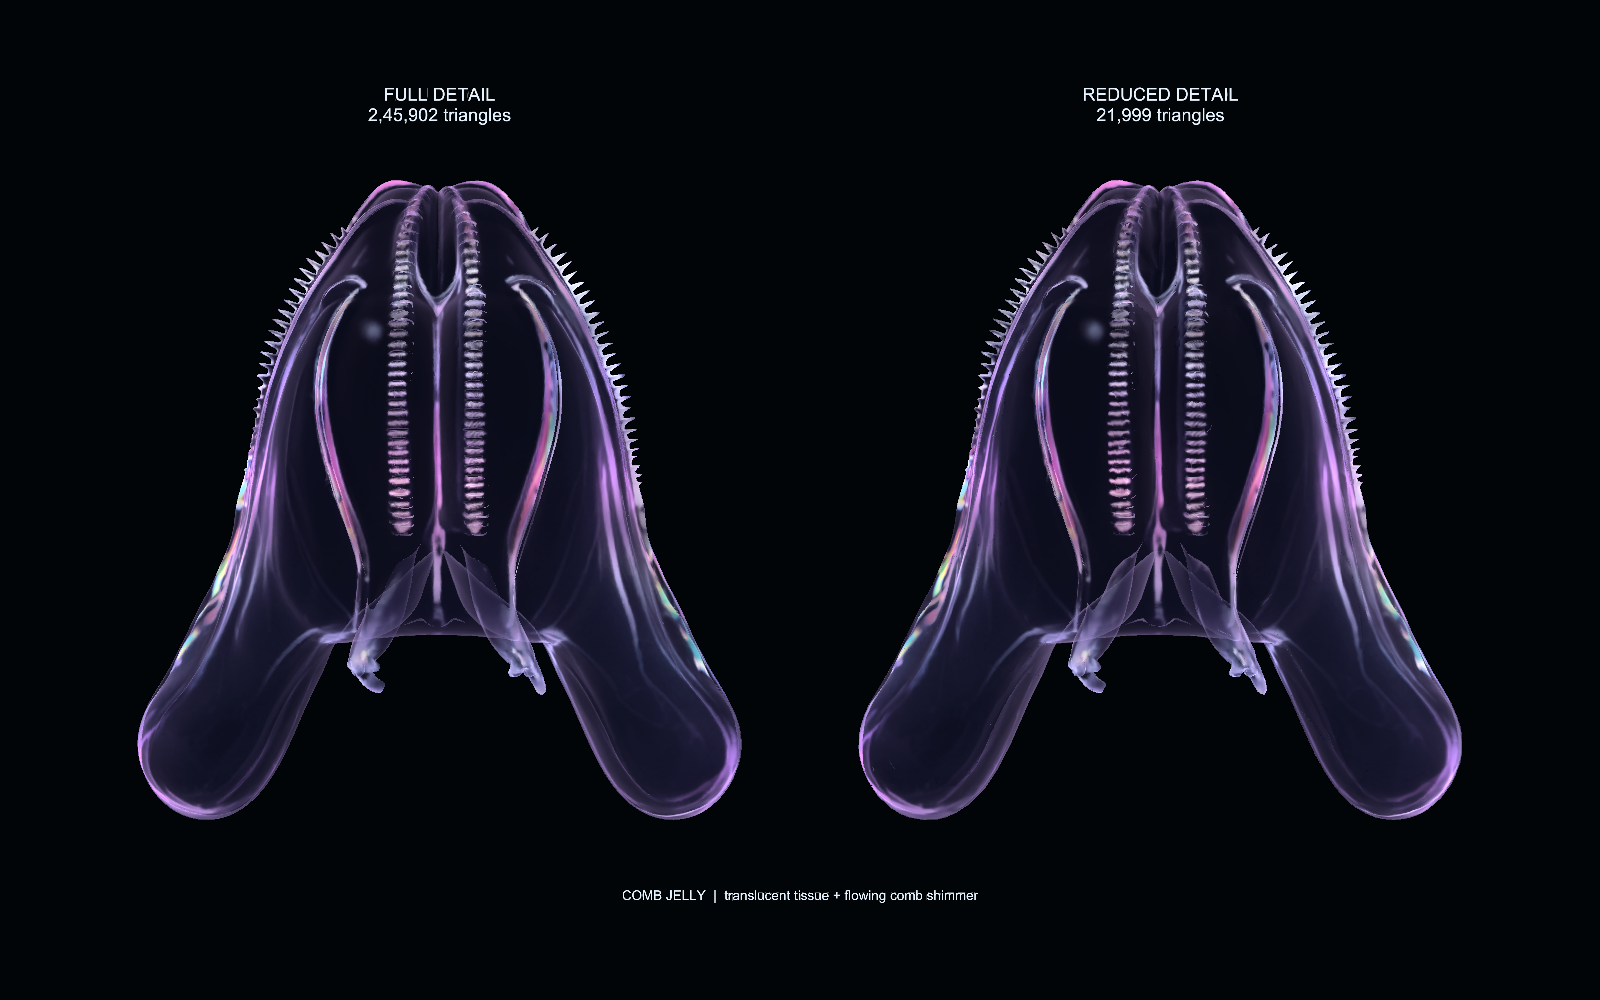 FULL DETAIL
2,45,902 triangles
REDUCED DETAIL
21,999 triangles
COMB JELLY | translucent tissue + flowing comb shimmer